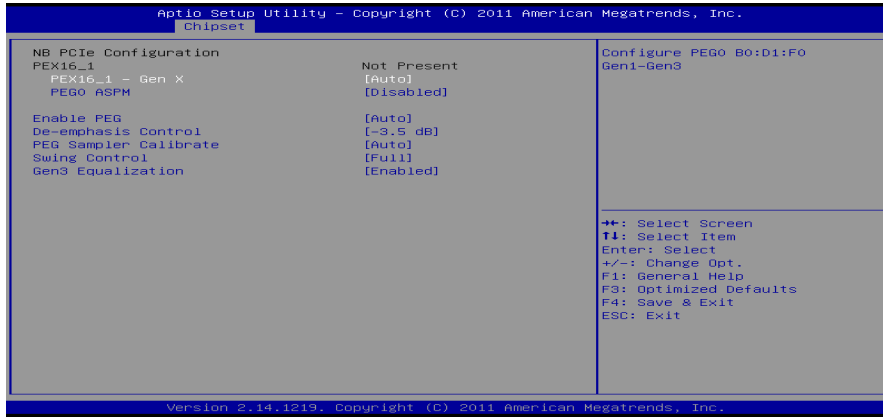 Aptio Setup Utility – Copyright (C) 2011 American Megatrends, Inc.
Chipset
NB PCIe Configuration
PEX16_1 Not Present
PEX16_1 – Gen X [Auto]
PEG0 ASPM [Disabled]
Enable PEG [Auto]
De-emphasis Control [-3.5 dB]
PEG Sampler Calibrate [Auto]
Swing Control [Full]
Gen3 Equalization [Enabled]
Configure PEG0 B0:D1:F0
Gen1-Gen3
→←: Select Screen
↑↓: Select Item
Enter: Select
+/-: Change Opt.
F1: General Help
F3: Optimized Defaults
F4: Save & Exit
ESC: Exit
Version 2.14.1219. Copyright (C) 2011 American Megatrends, Inc.